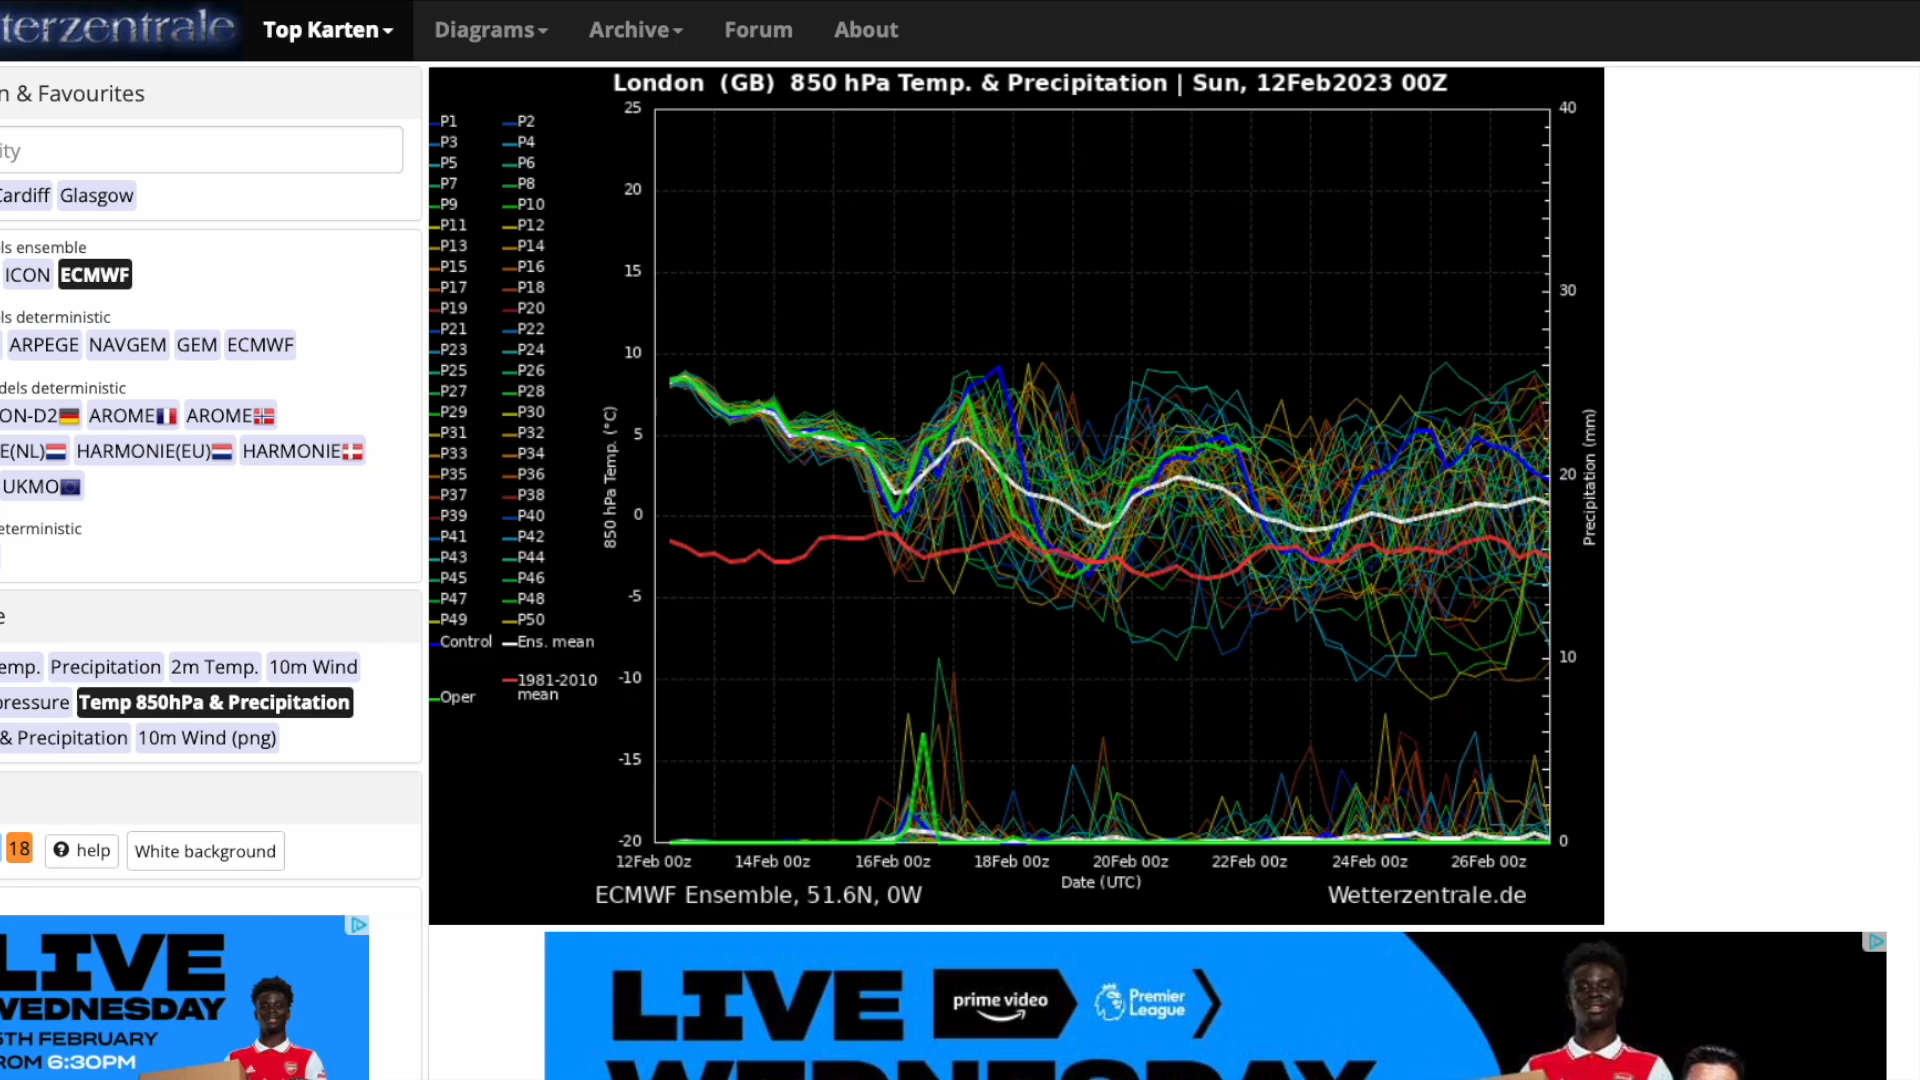 terzentrale Top Karten Diagrams Archive Forum About
n & Favourites
ity
Cardiff Glasgow
ls ensemble
ICON ECMWF
ls deterministic
ARPEGE NAVGEM GEM ECMWF
dels deterministic
ON-D2 AROME AROME
E(NL) HARMONIE(EU) HARMONIE
UKMO
eterministic
e
emp. Precipitation 2m Temp. 10m Wind
pressure Temp 850hPa & Precipitation
& Precipitation 10m Wind (png)
18 help White background
London (GB) 850 hPa Temp. & Precipitation | Sun, 12Feb2023 00Z
P1 P2
P3 P4
P5 P6
P7 P8
P9 P10
P11 P12
P13 P14
P15 P16
P17 P18
P19 P20
P21 P22
P23 P24
P25 P26
P27 P28
P29 P30
P31 P32
P33 P34
P35 P36
P37 P38
P39 P40
P41 P42
P43 P44
P45 P46
P47 P48
P49 P50
Control Ens. mean
1981-2010
mean
Oper
850 hPa Temp. (°C)
25
20
15
10
5
0
-5
-10
-15
-20
40
30
20
10
0
Precipitation (mm)
12Feb 00z 14Feb 00z 16Feb 00z 18Feb 00z 20Feb 00z 22Feb 00z 24Feb 00z 26Feb 00z
Date (UTC)
ECMWF Ensemble, 51.6N, 0W Wetterzentrale.de
LIVE
WEDNESDAY
5TH FEBRUARY
ROM 6:30PM
LIVE prime video Premier
League
WEDNESDAY